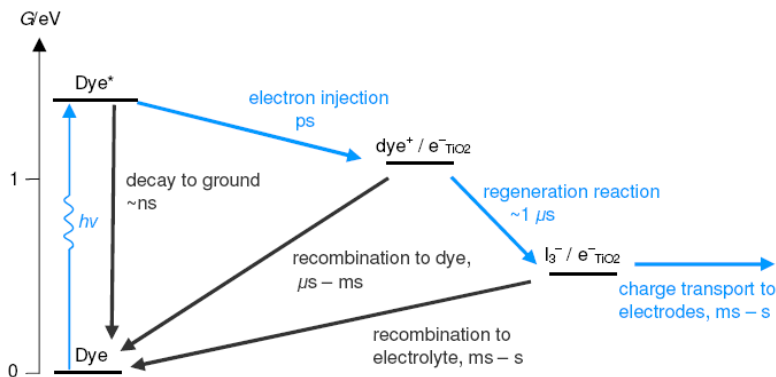 G/eV
Dye*
electron injection
ps
dye⁺ / e⁻TiO2
decay to ground
~ns
1
regeneration reaction
~1 μs
hν
I₃⁻ / e⁻TiO2
recombination to dye,
μs – ms
charge transport to
electrodes, ms – s
recombination to
electrolyte, ms – s
Dye
0